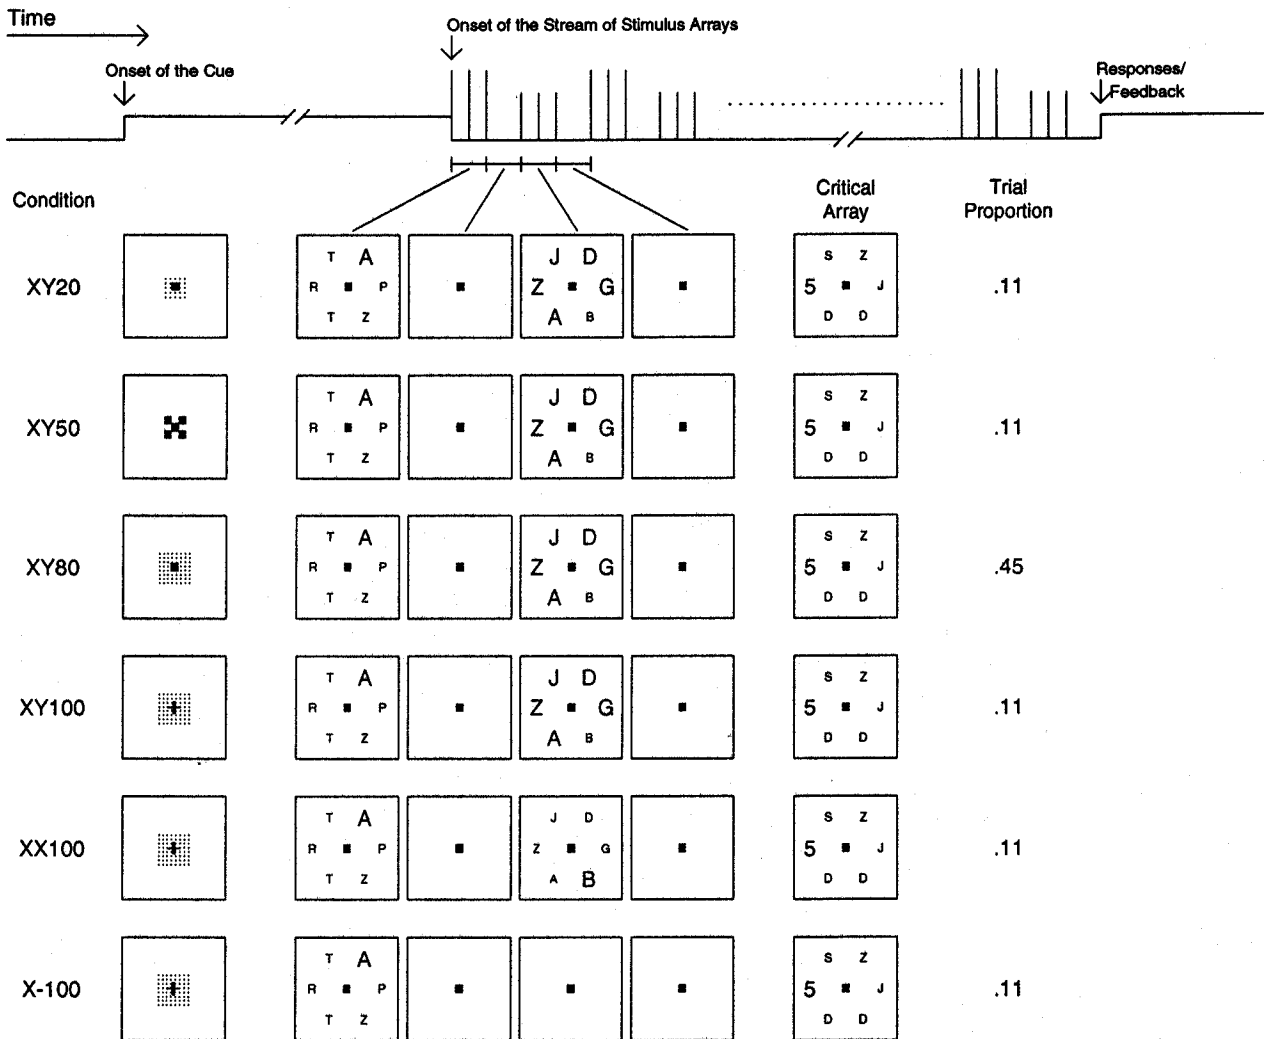 Time
Onset of the Stream of Stimulus Arrays
Onset of the Cue
Responses/
Feedback
Condition
Critical
Array
Trial
Proportion
T A
J D
S Z
XY20
R P
Z G
5 J
.11
T Z
A B
D D
T A
J D
S Z
XY50
R P
Z G
5 J
.11
T Z
A B
D D
T A
J D
S Z
XY80
R P
Z G
5 J
.45
T Z
A B
D D
T A
J D
S Z
XY100
R P
Z G
5 J
.11
T Z
A B
D D
T A
J D
S Z
XX100
R P
Z G
5 J
.11
T Z
A B
D D
T A
S Z
X-100
R P
5 J
.11
T Z
D D